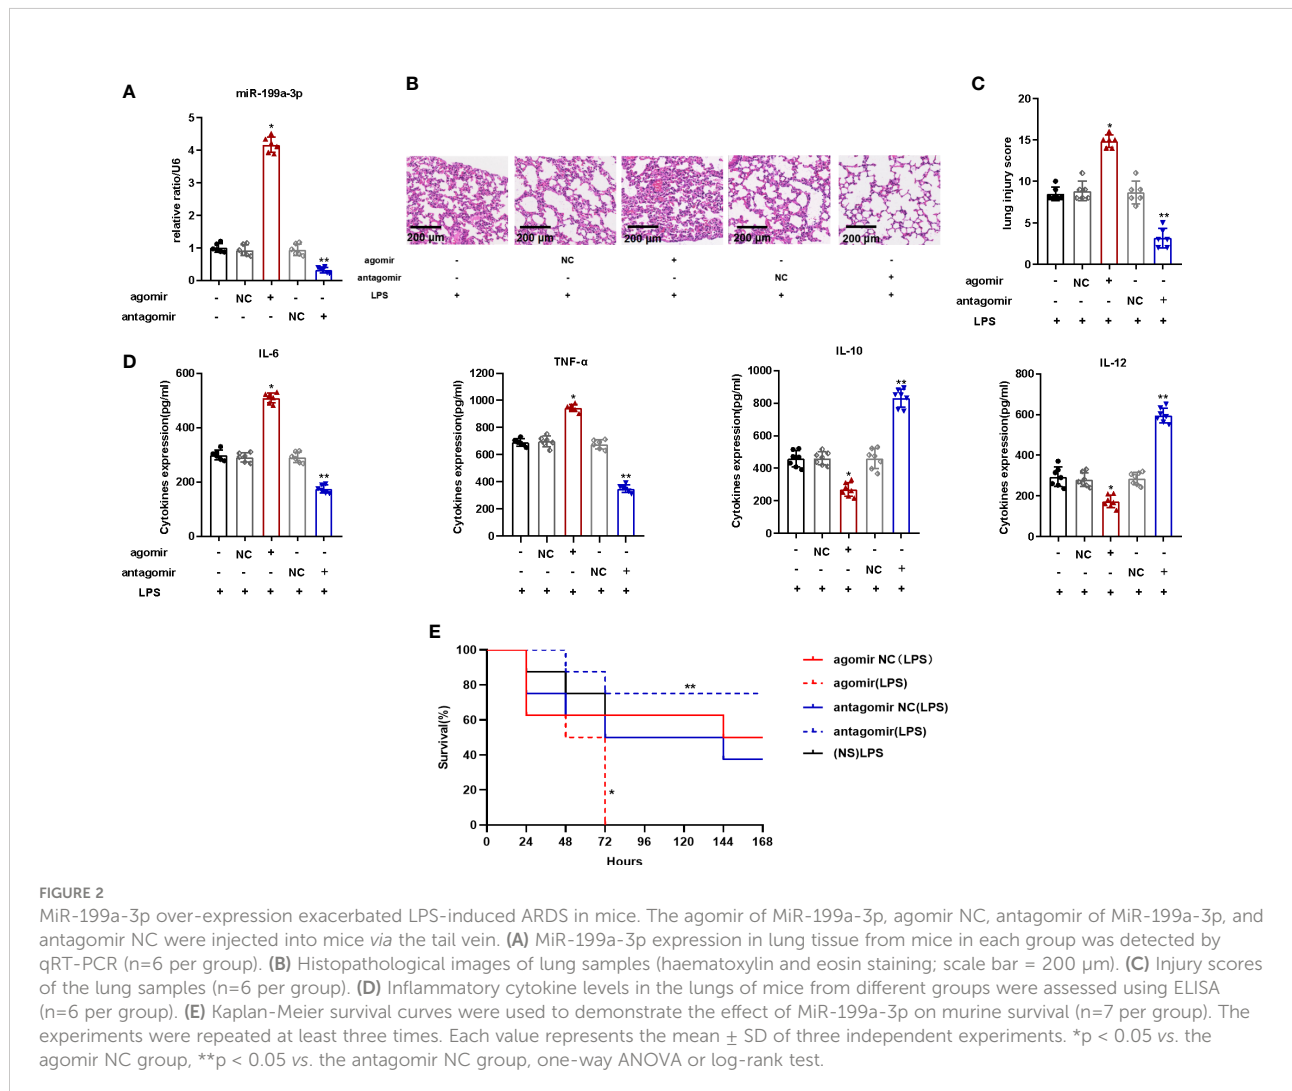 A
miR-199a-3p
relative ratio/U6
5
4
3
2
1
0
*
**
agomir - NC + - -
antagomir - - - NC +
B
200 μm 200 μm 200 μm 200 μm 200 μm
agomir - NC + - -
antagomir - - - NC +
LPS + + + + +
C
lung injury score
20
15
10
5
0
*
**
agomir - NC + - -
antagomir - - - NC +
LPS + + + + +
D
IL-6
Cytokines expression(pg/ml)
600
400
200
0
*
**
agomir - NC + - -
antagomir - - - NC +
LPS + + + + +
TNF-α
Cytokines expression(pg/ml)
1200
1000
800
600
400
200
0
*
**
- NC + - -
- - - NC +
+ + + + +
IL-10
Cytokines expression(pg/ml)
1000
800
600
400
200
0
*
**
- NC + - -
- - - NC +
+ + + + +
IL-12
Cytokines expression(pg/ml)
800
600
400
200
0
*
**
- NC + - -
- - - NC +
+ + + + +
E
Survival(%)
100
80
60
40
20
0
**
*
0 24 48 72 96 120 144 168
Hours
agomir NC（LPS）
agomir(LPS)
antagomir NC(LPS)
antagomir(LPS)
(NS)LPS
FIGURE 2
MiR-199a-3p over-expression exacerbated LPS-induced ARDS in mice. The agomir of MiR-199a-3p, agomir NC, antagomir of MiR-199a-3p, and
antagomir NC were injected into mice via the tail vein. (A) MiR-199a-3p expression in lung tissue from mice in each group was detected by
qRT-PCR (n=6 per group). (B) Histopathological images of lung samples (haematoxylin and eosin staining; scale bar = 200 μm). (C) Injury scores
of the lung samples (n=6 per group). (D) Inflammatory cytokine levels in the lungs of mice from different groups were assessed using ELISA
(n=6 per group). (E) Kaplan-Meier survival curves were used to demonstrate the effect of MiR-199a-3p on murine survival (n=7 per group). The
experiments were repeated at least three times. Each value represents the mean ± SD of three independent experiments. *p < 0.05 vs. the
agomir NC group, **p < 0.05 vs. the antagomir NC group, one-way ANOVA or log-rank test.